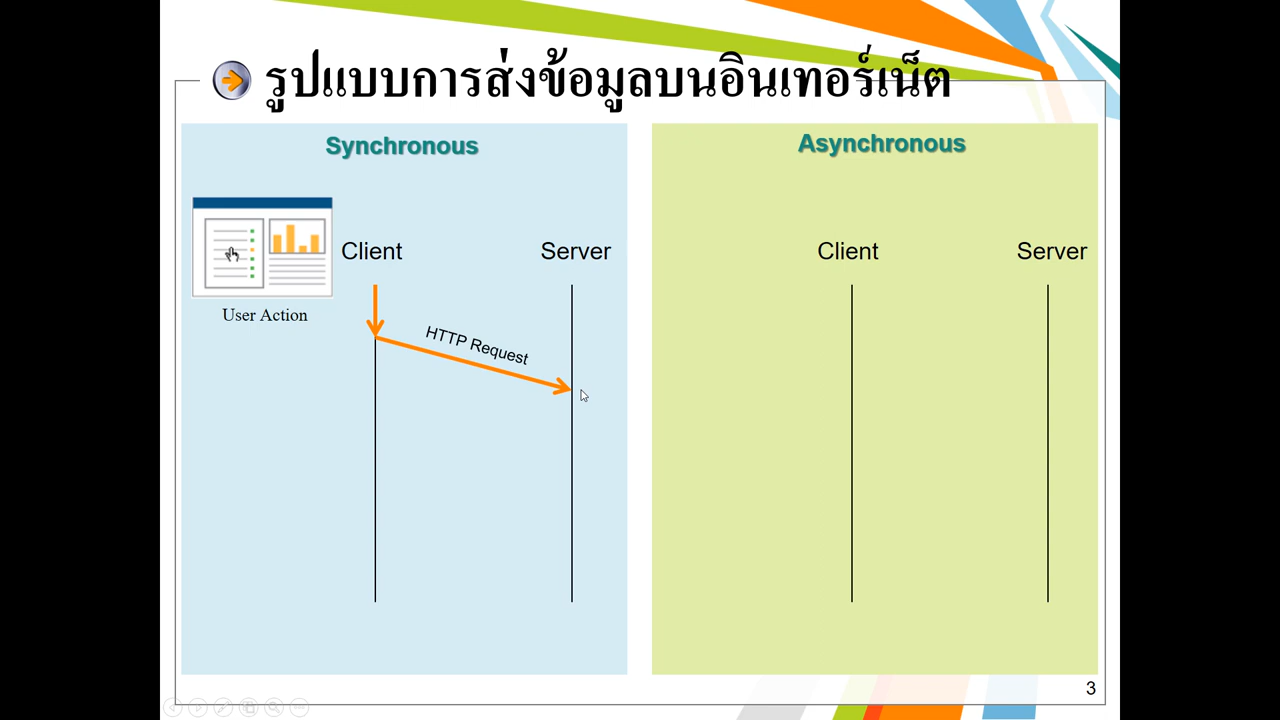 รูปแบบการส่งข้อมูลบนอินเทอร์เน็ต
Synchronous
Client
Server
User Action
HTTP Request
Asynchronous
Client
Server
3